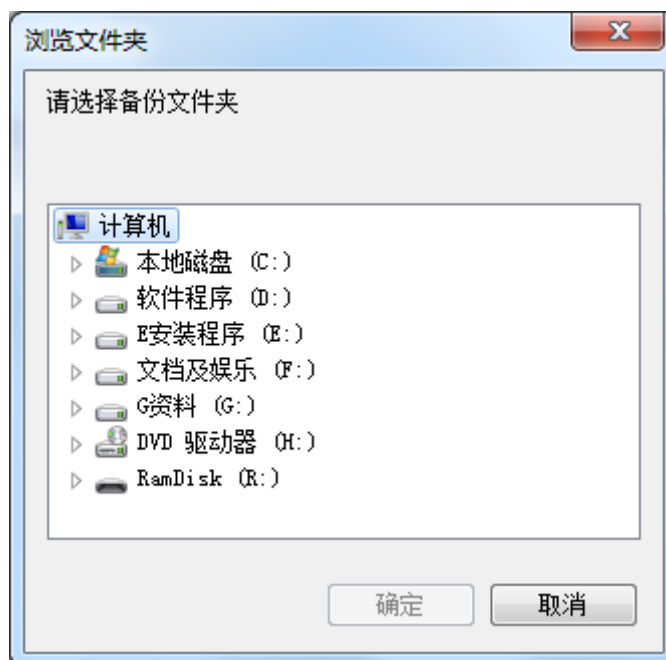 浏览文件夹
请选择备份文件夹
计算机
本地磁盘 (C:)
软件程序 (D:)
E安装程序 (E:)
文档及娱乐 (F:)
G资料 (G:)
DVD 驱动器 (H:)
RamDisk (R:)
确定
取消